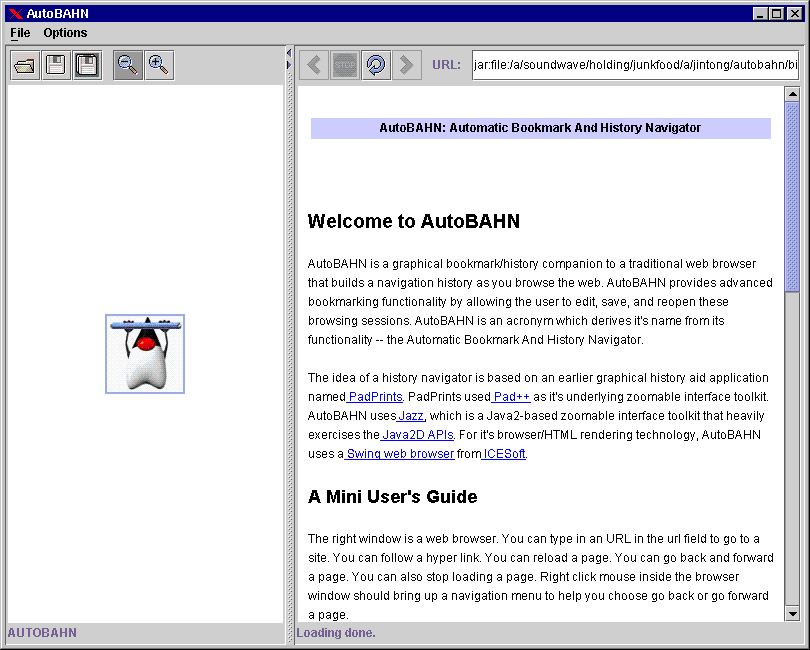 AutoBAHN
File Options
STOP
URL: jar:file:/a/soundwave/holding/junkfood/a/jintong/autobahn/bi
AutoBAHN: Automatic Bookmark And History Navigator
Welcome to AutoBAHN
AutoBAHN is a graphical bookmark/history companion to a traditional web browser
that builds a navigation history as you browse the web. AutoBAHN provides advanced
bookmarking functionality by allowing the user to edit, save, and reopen these
browsing sessions. AutoBAHN is an acronym which derives it's name from its
functionality -- the Automatic Bookmark And History Navigator.
The idea of a history navigator is based on an earlier graphical history aid application
named PadPrints. PadPrints used Pad++ as it's underlying zoomable interface toolkit.
AutoBAHN uses Jazz, which is a Java2-based zoomable interface toolkit that heavily
exercises the Java2D APIs. For it's browser/HTML rendering technology, AutoBAHN
uses a Swing web browser from ICESoft.
A Mini User's Guide
The right window is a web browser. You can type in an URL in the url field to go to a
site. You can follow a hyper link. You can reload a page. You can go back and forward
a page. You can also stop loading a page. Right click mouse inside the browser
window should bring up a navigation menu to help you choose go back or go forward
a page.
AUTOBAHN
Loading done.